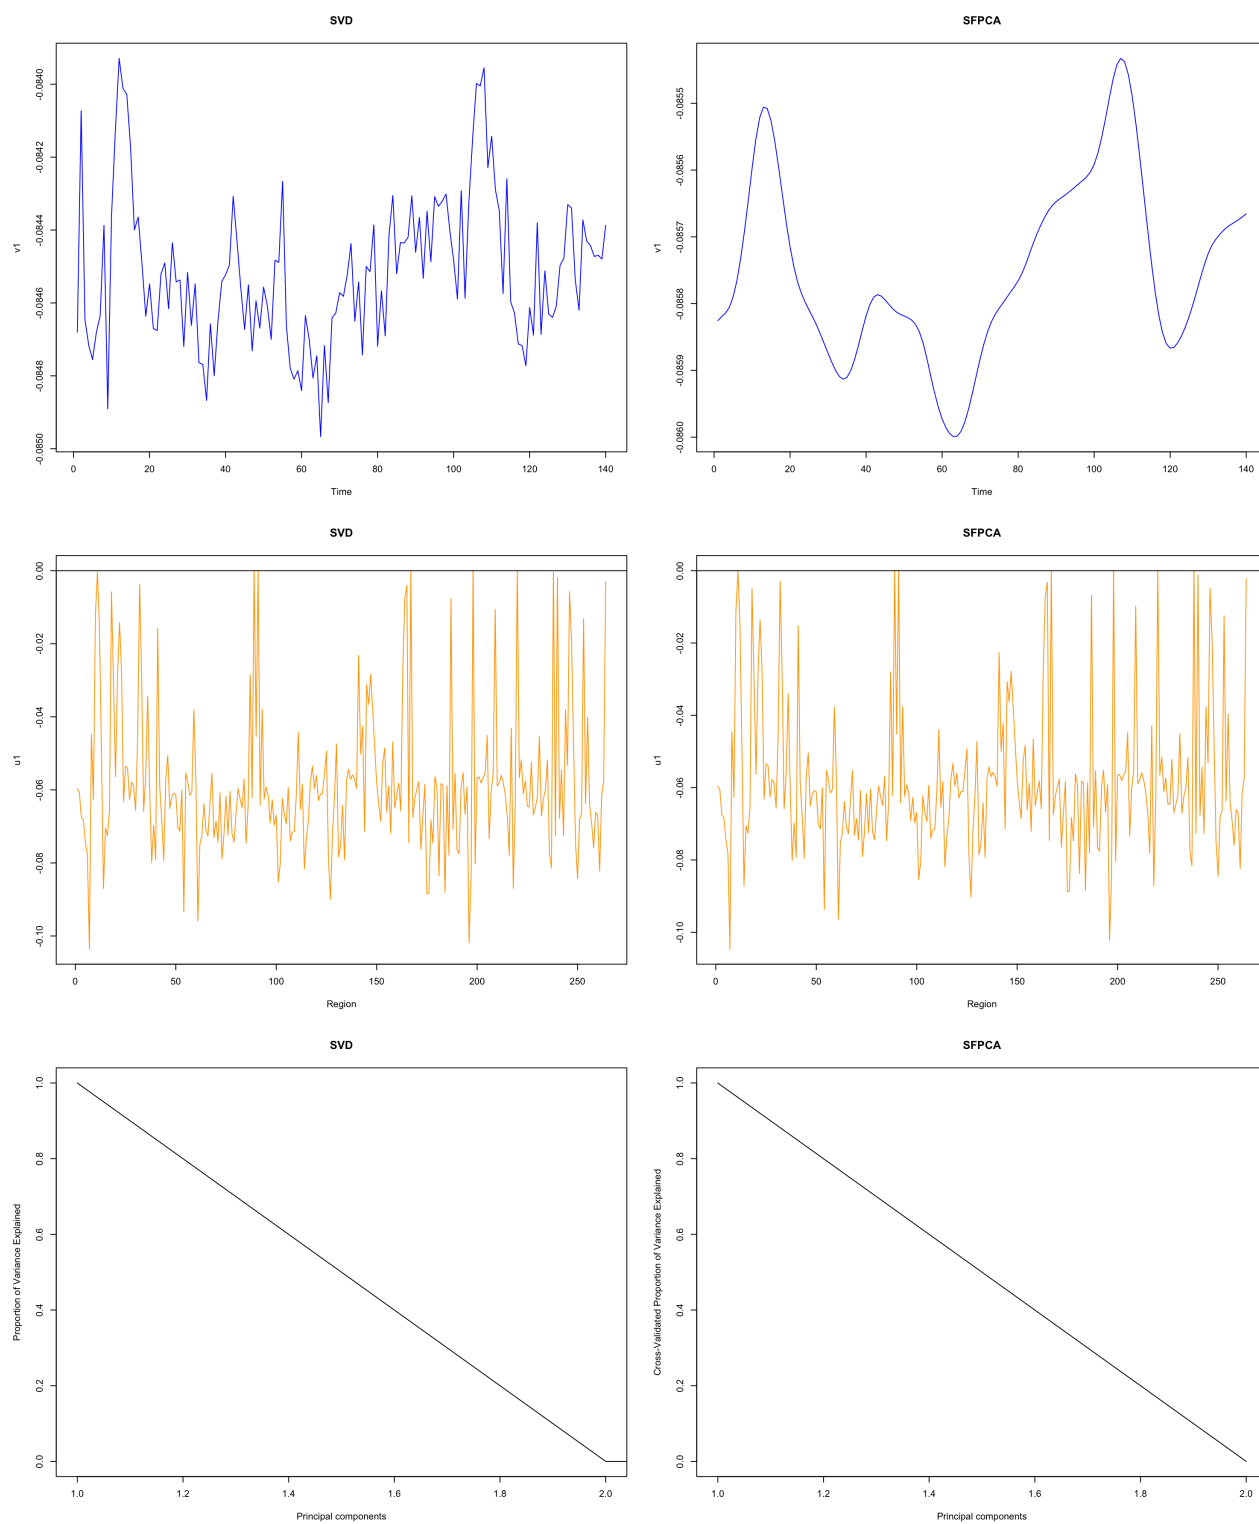 SVD
v1
-0.0850 -0.0848 -0.0846 -0.0844 -0.0842 -0.0840
0 20 40 60 80 100 120 140
Time
SFPCA
v1
-0.0860 -0.0859 -0.0858 -0.0857 -0.0856 -0.0855
0 20 40 60 80 100 120 140
Time
SVD
u1
-0.10 -0.08 -0.06 -0.04 -0.02 0.00
0 50 100 150 200 250
Region
SFPCA
u1
-0.10 -0.08 -0.06 -0.04 -0.02 0.00
0 50 100 150 200 250
Region
SVD
Proportion of Variance Explained
0.0 0.2 0.4 0.6 0.8 1.0
1.0 1.2 1.4 1.6 1.8 2.0
Principal components
SFPCA
Cross-Validated Proportion of Variance Explained
0.0 0.2 0.4 0.6 0.8 1.0
1.0 1.2 1.4 1.6 1.8 2.0
Principal components